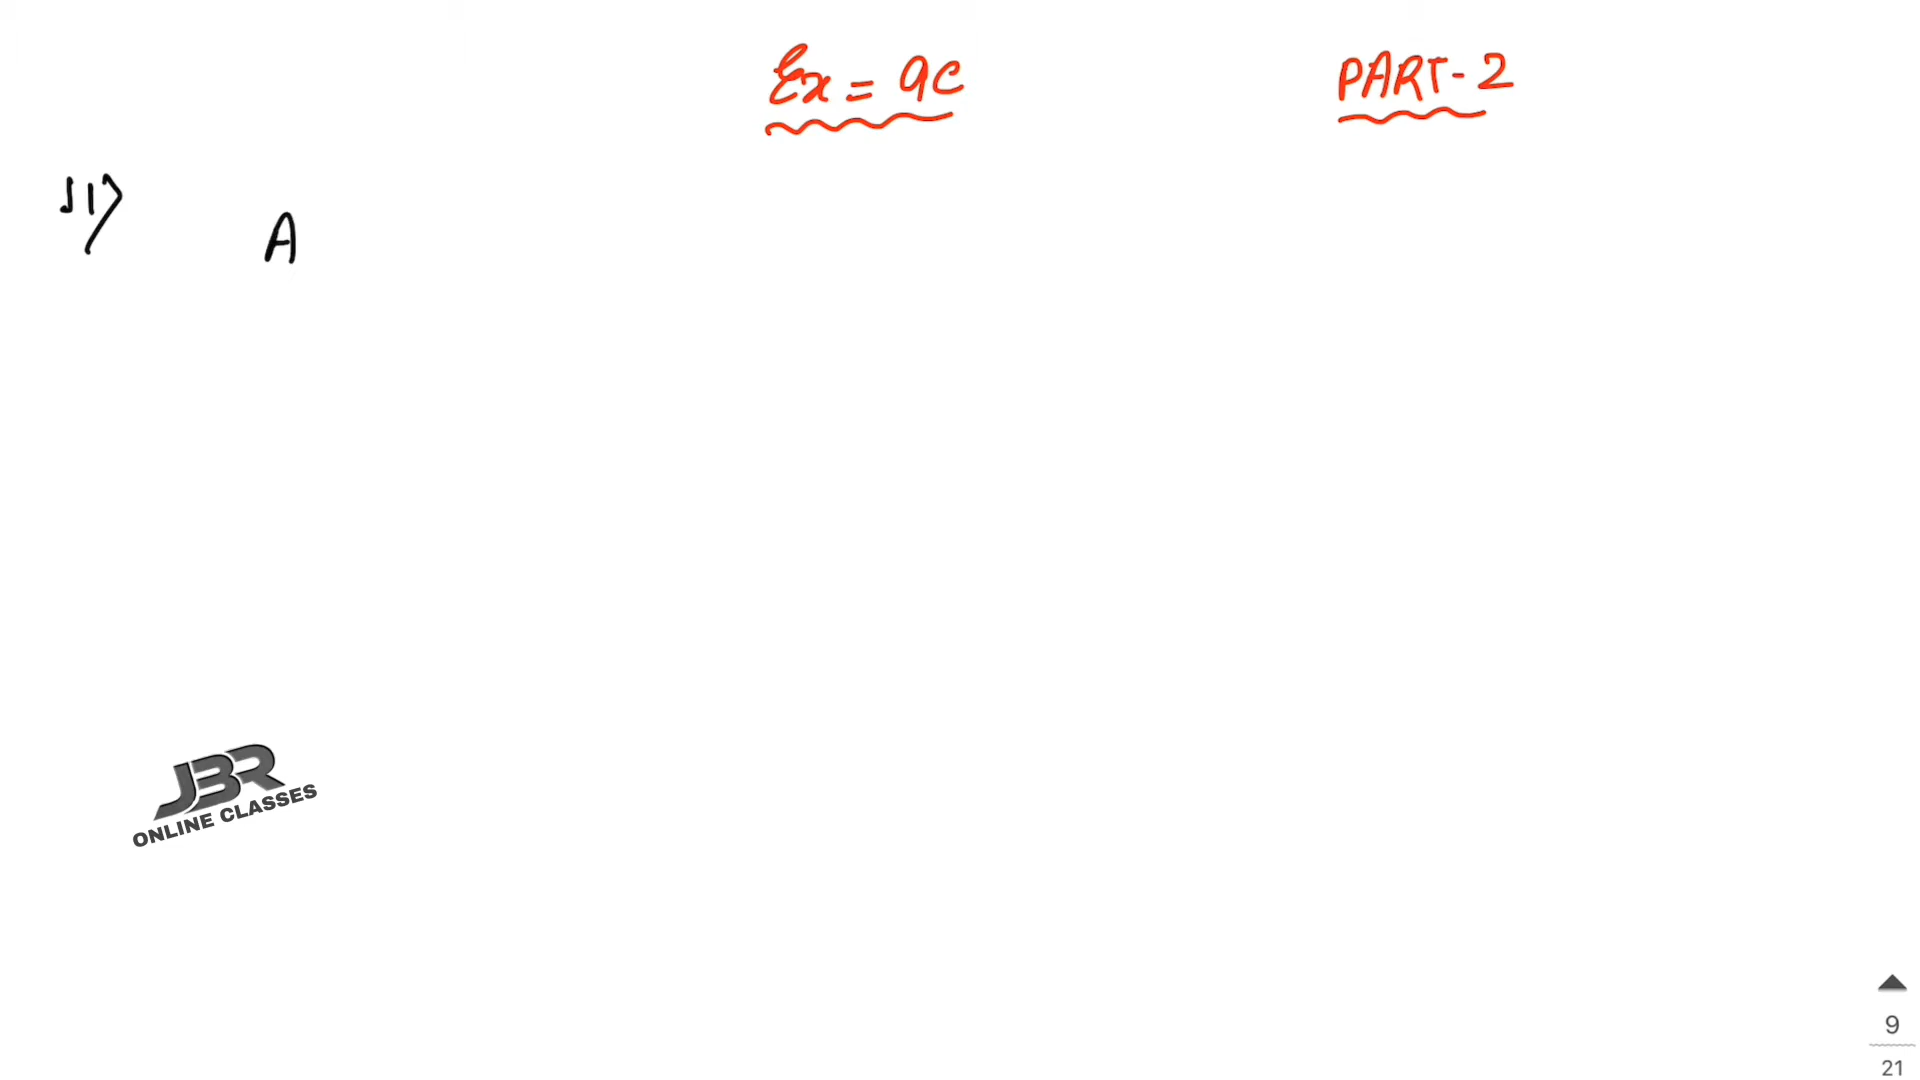 Ex = 9C PART-2
11)
A
JBR
ONLINE CLASSES
9
21